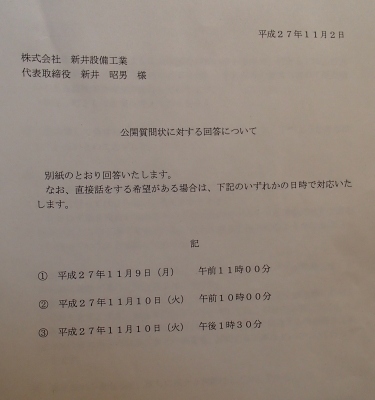 平成２７年１１月２日
株式会社　新井設備工業
代表取締役　新井　昭男　様
公開質問状に対する回答について
別紙のとおり回答いたします。
なお、直接話をする希望がある場合は、下記のいずれかの日時で対応いた
します。
記
①　平成２７年１１月９日（月）　　午前１１時００分
②　平成２７年１１月１０日（火）　午前１０時００分
③　平成２７年１１月１０日（火）　午後１時３０分